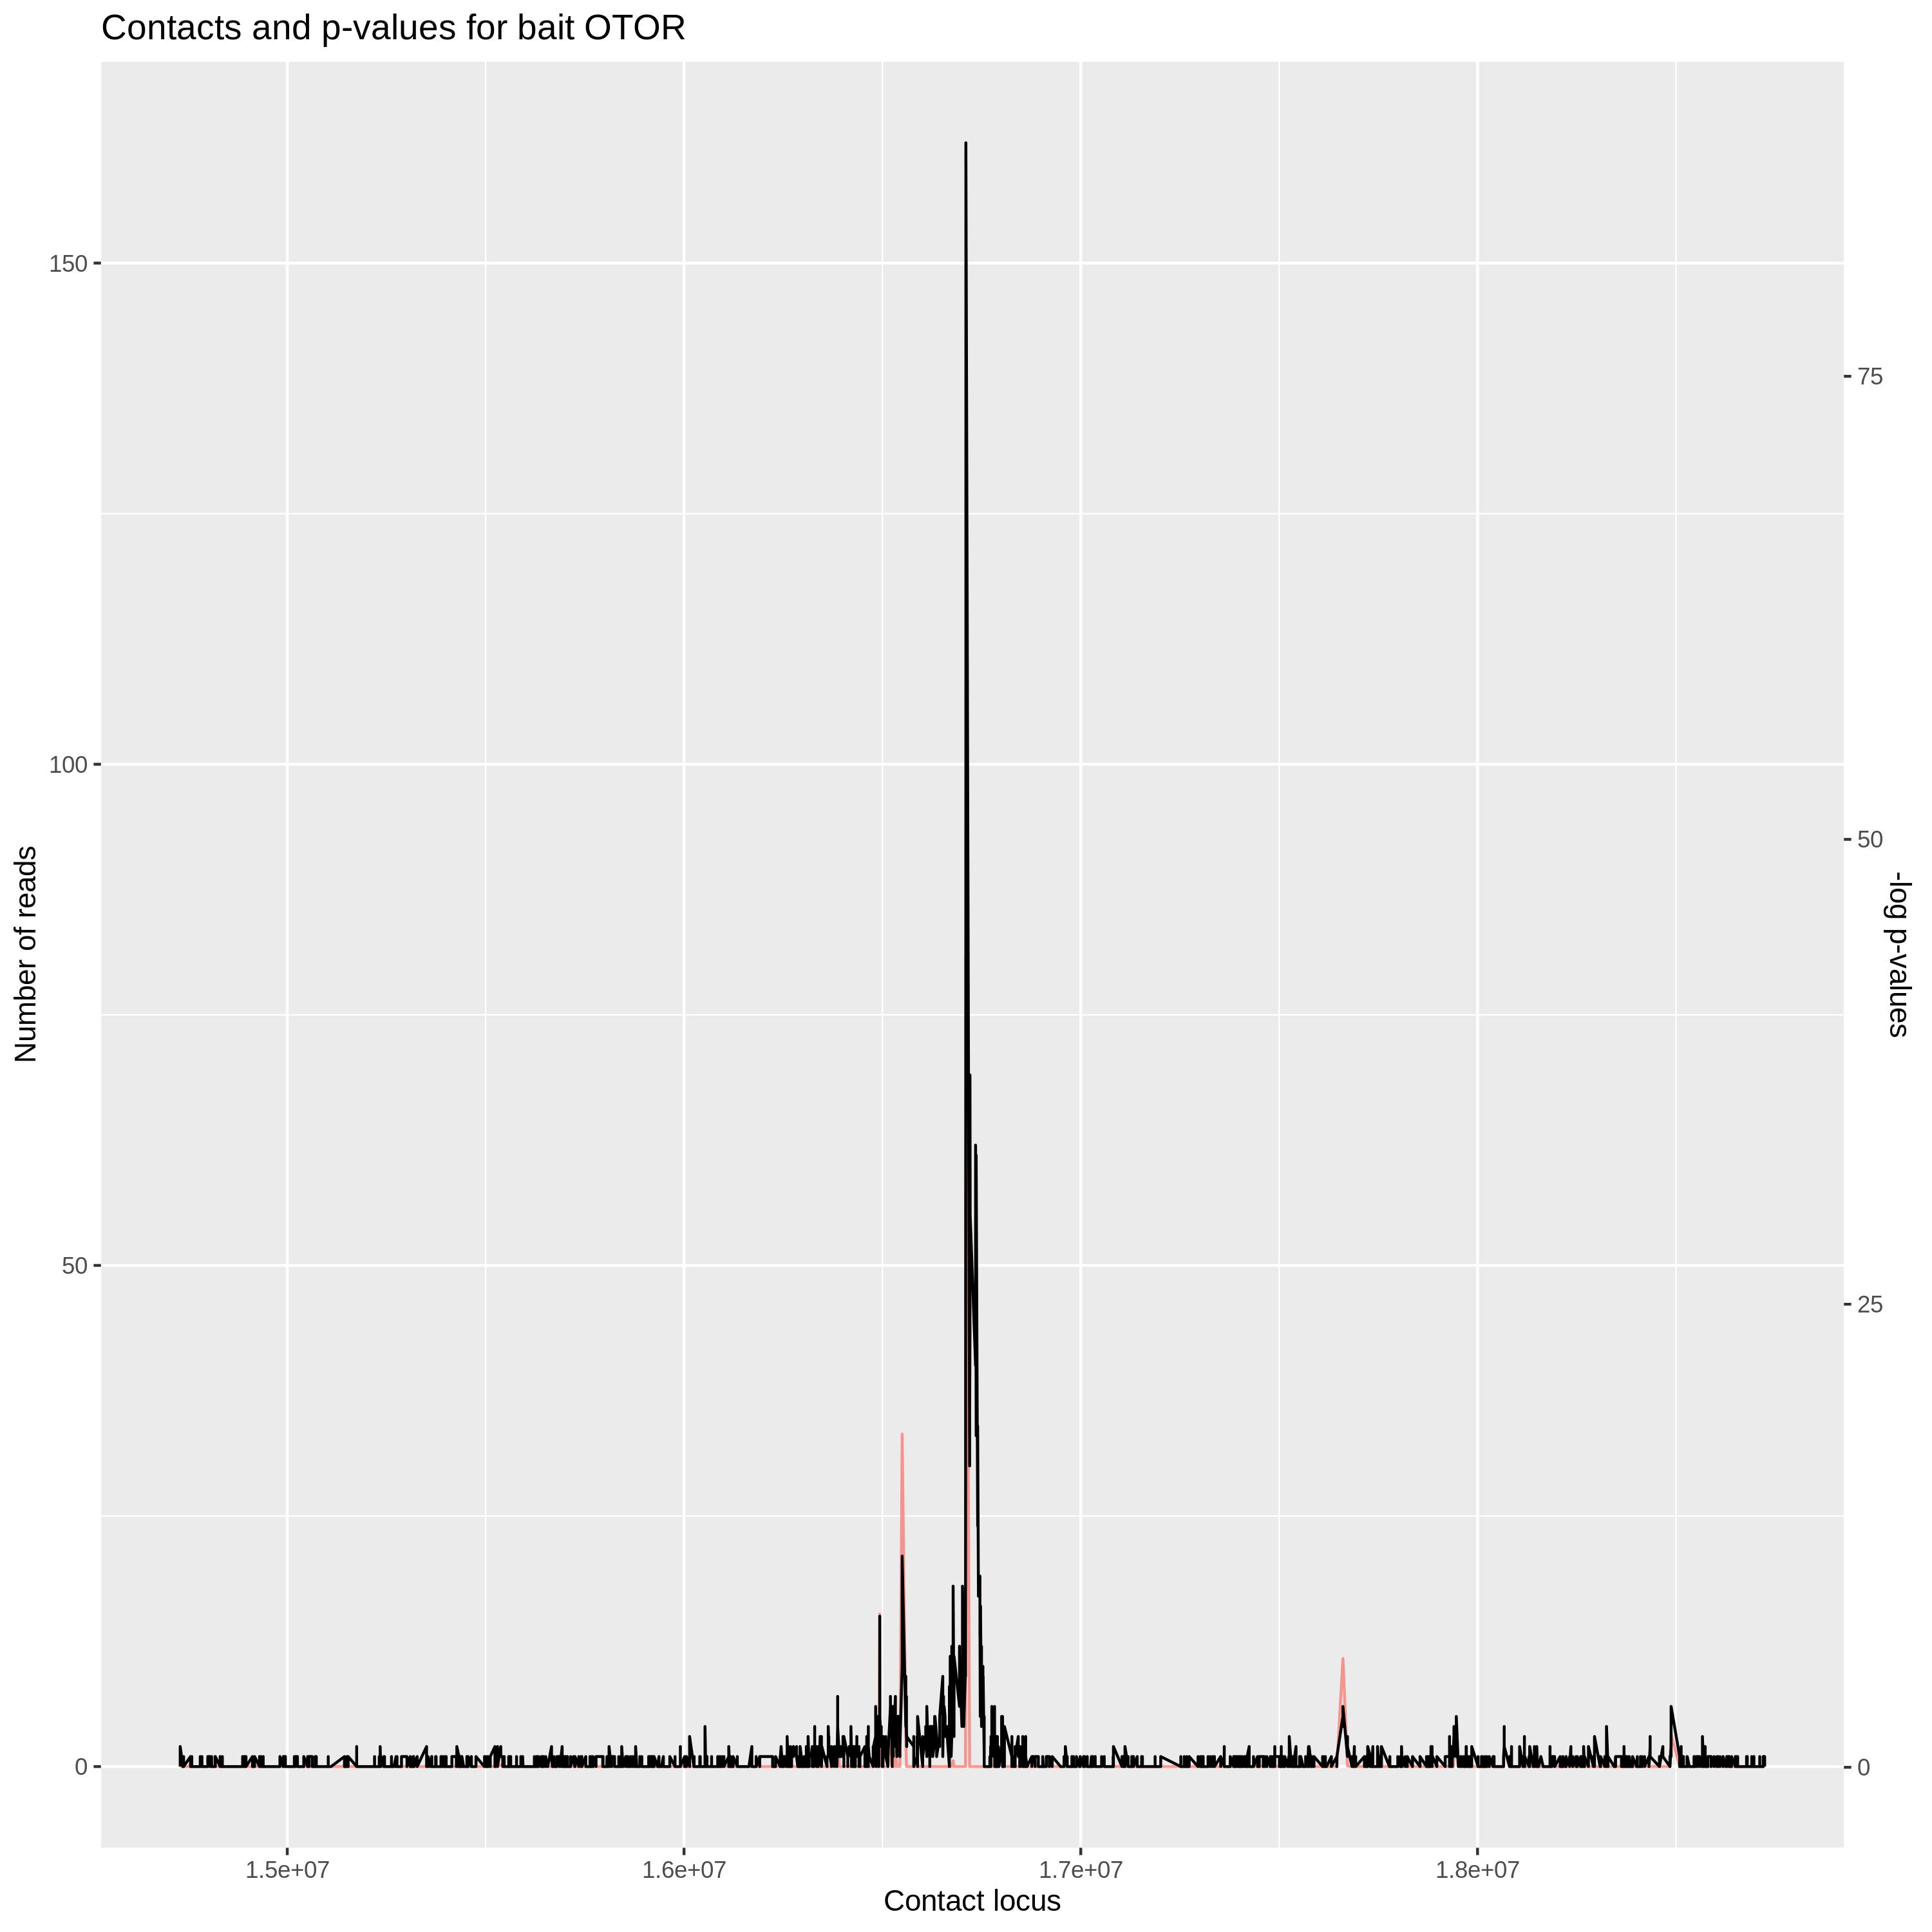 Contacts and p-values for bait OTOR
150
100
50
0
Number of reads
75
50
25
0
-log p-values
1.5e+07
1.6e+07
1.7e+07
1.8e+07
Contact locus